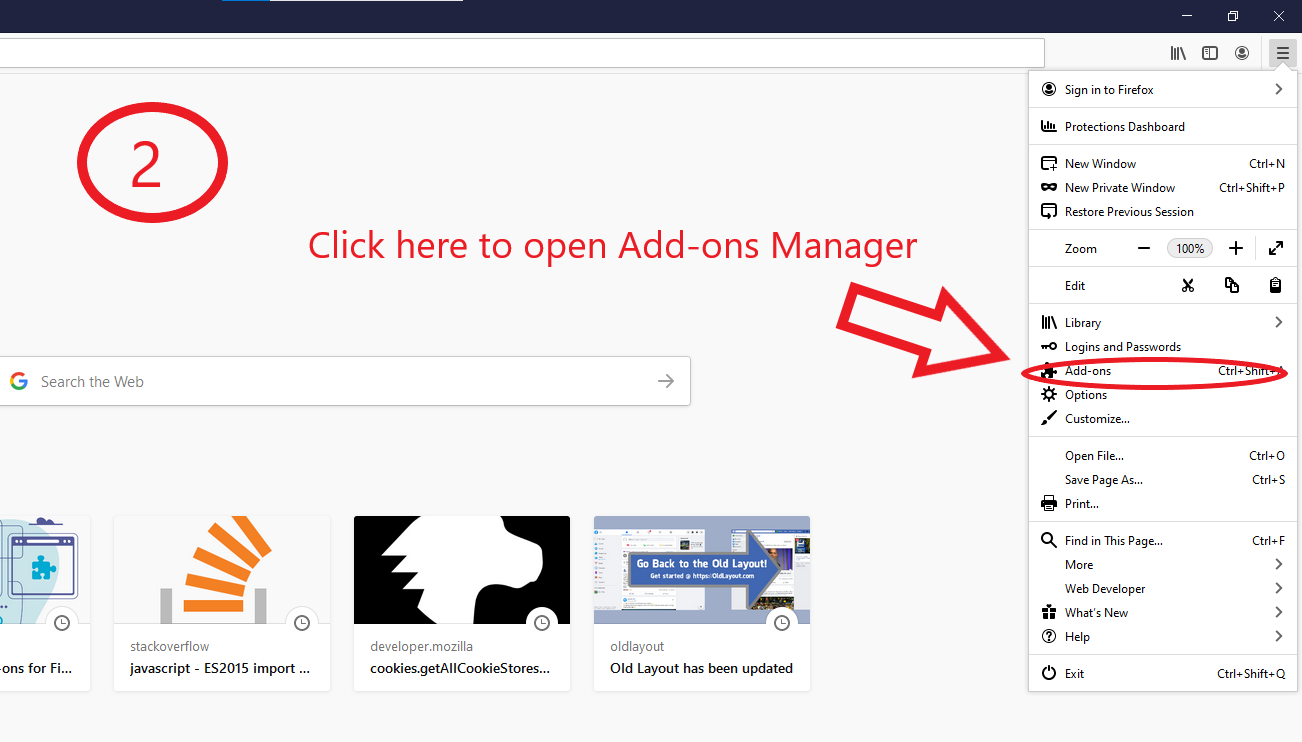 2
Click here to open Add-ons Manager
Sign in to Firefox
Protections Dashboard
New Window Ctrl+N
New Private Window Ctrl+Shift+P
Restore Previous Session
Zoom 100%
Edit
Library
Logins and Passwords
Add-ons Ctrl+Shift+A
Options
Customize...
Open File... Ctrl+O
Save Page As... Ctrl+S
Print...
Find in This Page... Ctrl+F
More
Web Developer
What's New
Help
Exit Ctrl+Shift+Q
Search the Web
-ons for Fi...
stackoverflow
javascript - ES2015 import ...
developer.mozilla
cookies.getAllCookieStores...
Go Back to the Old Layout!
Get started @ https://OldLayout.com
oldlayout
Old Layout has been updated